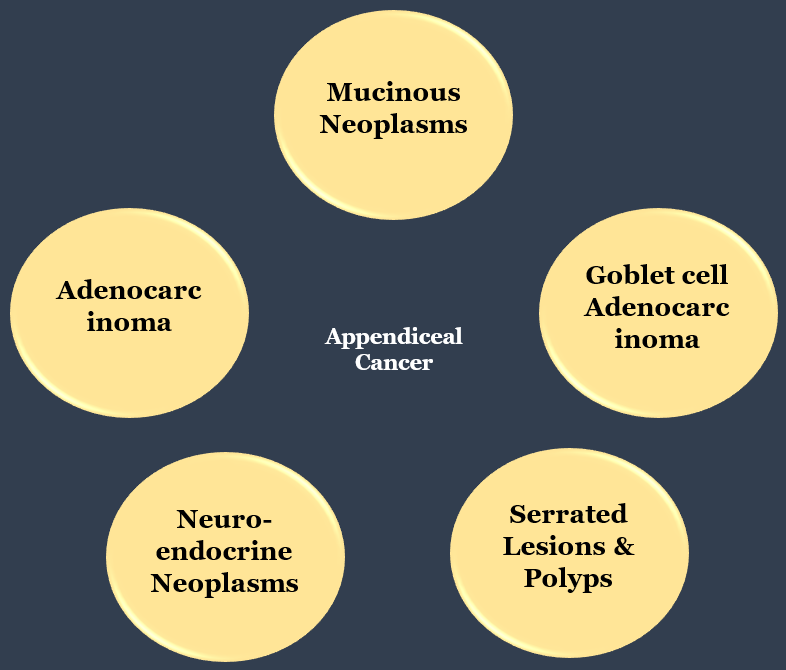 Mucinous
Neoplasms
Adenocarc
inoma
Goblet cell
Adenocarc
inoma
Appendiceal
Cancer
Neuro-
endocrine
Neoplasms
Serrated
Lesions &
Polyps